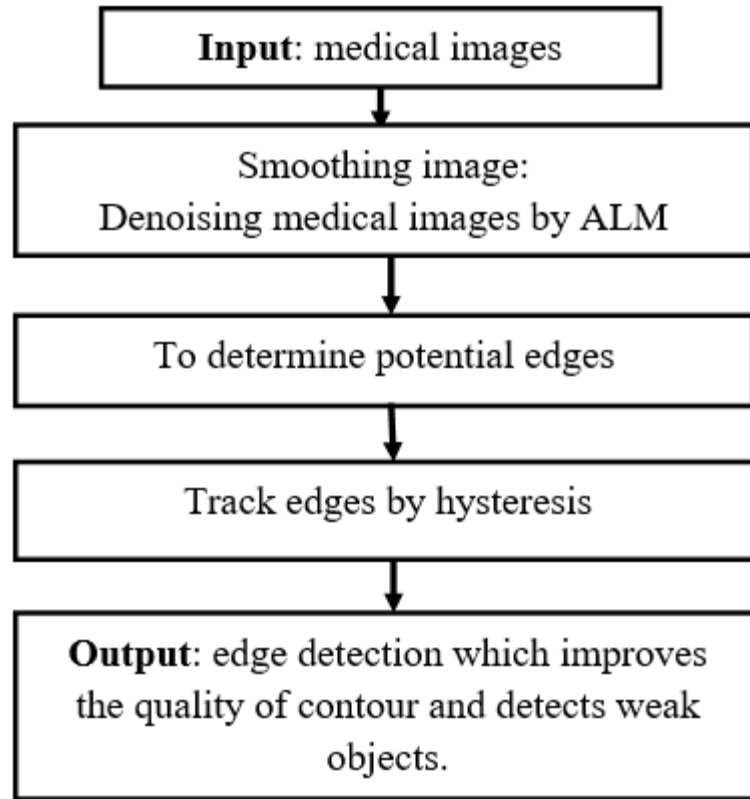 Input: medical images
Smoothing image:
Denoising medical images by ALM
To determine potential edges
Track edges by hysteresis
Output: edge detection which improves
the quality of contour and detects weak
objects.